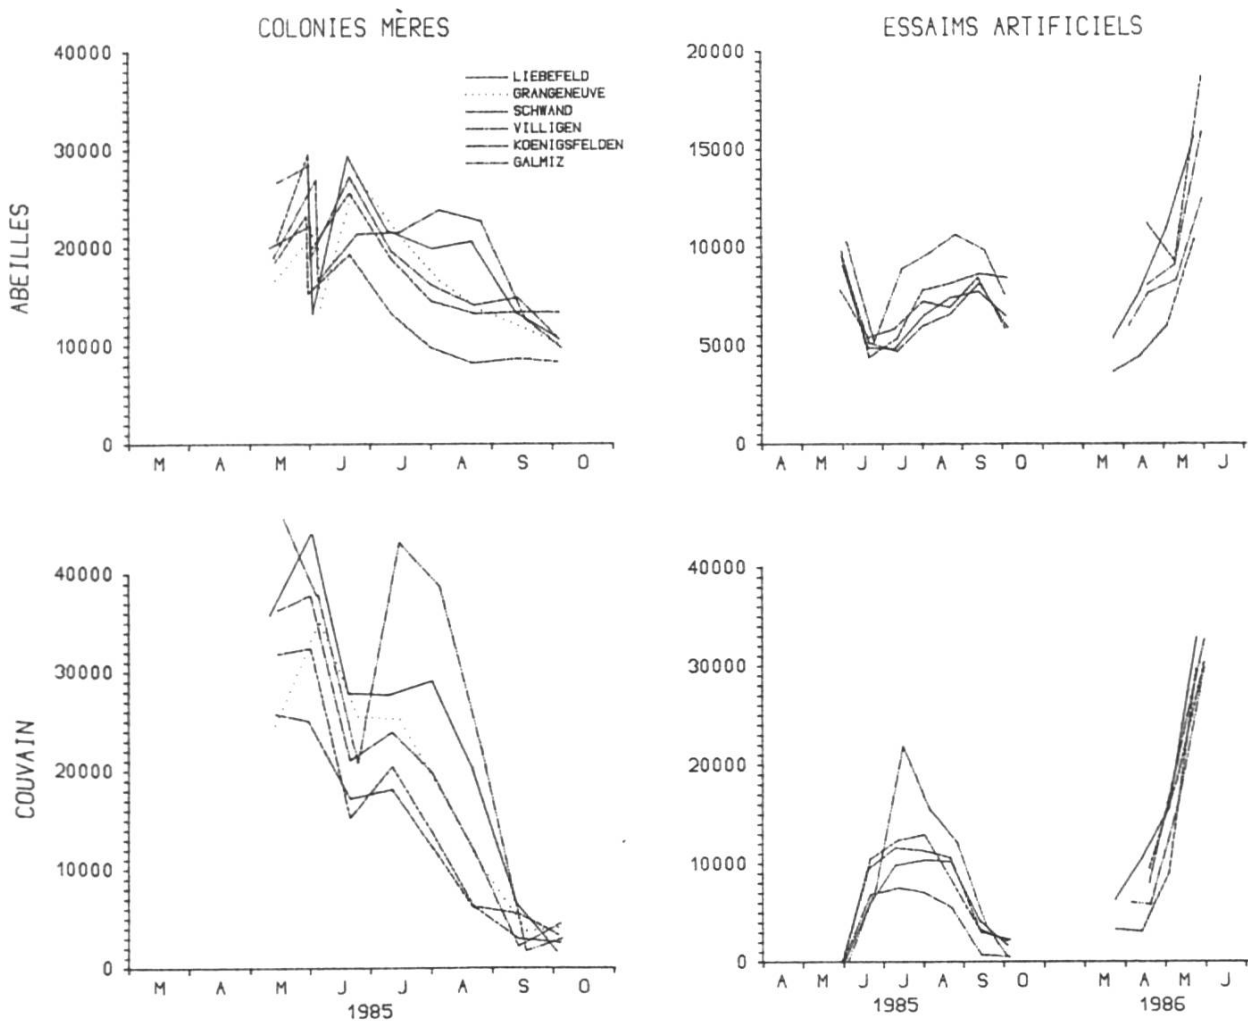 COLONIES MÈRES
ESSAIMS ARTIFICIELS
ABEILLES
40000
30000
20000
10000
0
LIEBEFELD
GRANGENEUVE
SCHWAND
VILLIGEN
KOENIGSFELDEN
GALMIZ
M A M J J A S O
20000
15000
10000
5000
0
A M J J A S O M A M J
COUVAIN
40000
30000
20000
10000
0
M A M J J A S O
1985
40000
30000
20000
10000
0
A M J J A S O M A M J
1985 1986